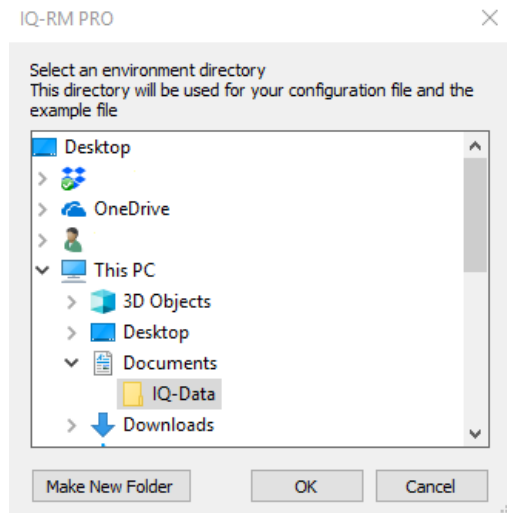 IQ-RM PRO
Select an environment directory
This directory will be used for your configuration file and the
example file
Desktop
OneDrive
This PC
3D Objects
Desktop
Documents
IQ-Data
Downloads
Make New Folder
OK
Cancel